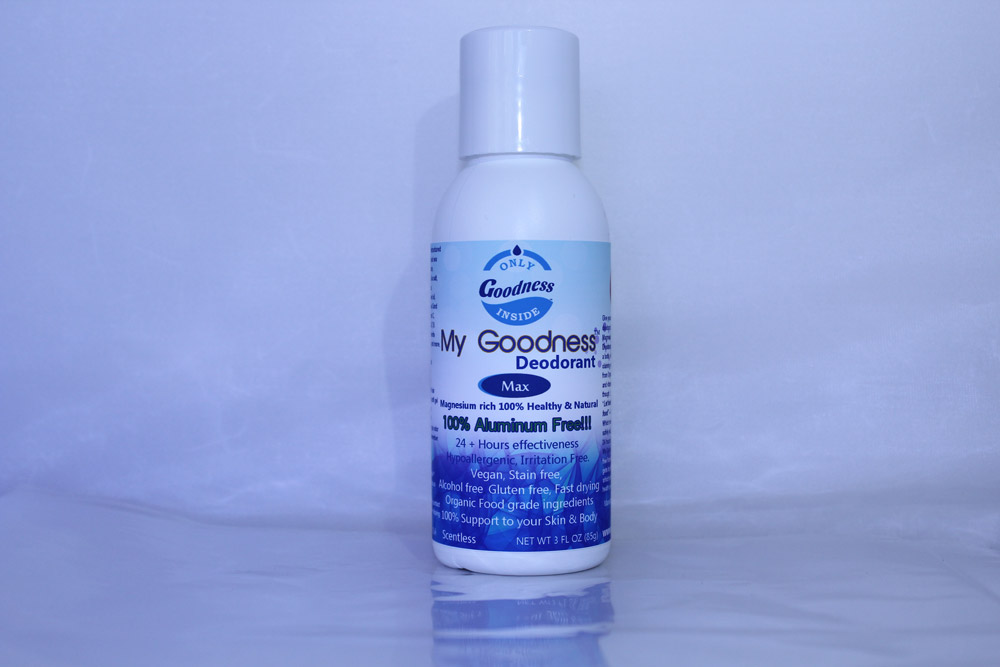 ONLY
Goodness
INSIDE
My Goodness
Deodorant
Max
Magnesium rich 100% Healthy & Natural
100% Aluminum Free!!!
24 + Hours effectiveness
Hypoallergenic, Irritation Free.
Vegan, Stain free,
Alcohol free Gluten free, Fast drying
Organic Food grade ingredients
100% Support to your Skin & Body
Scentless NET WT 3 FL OZ (85g)